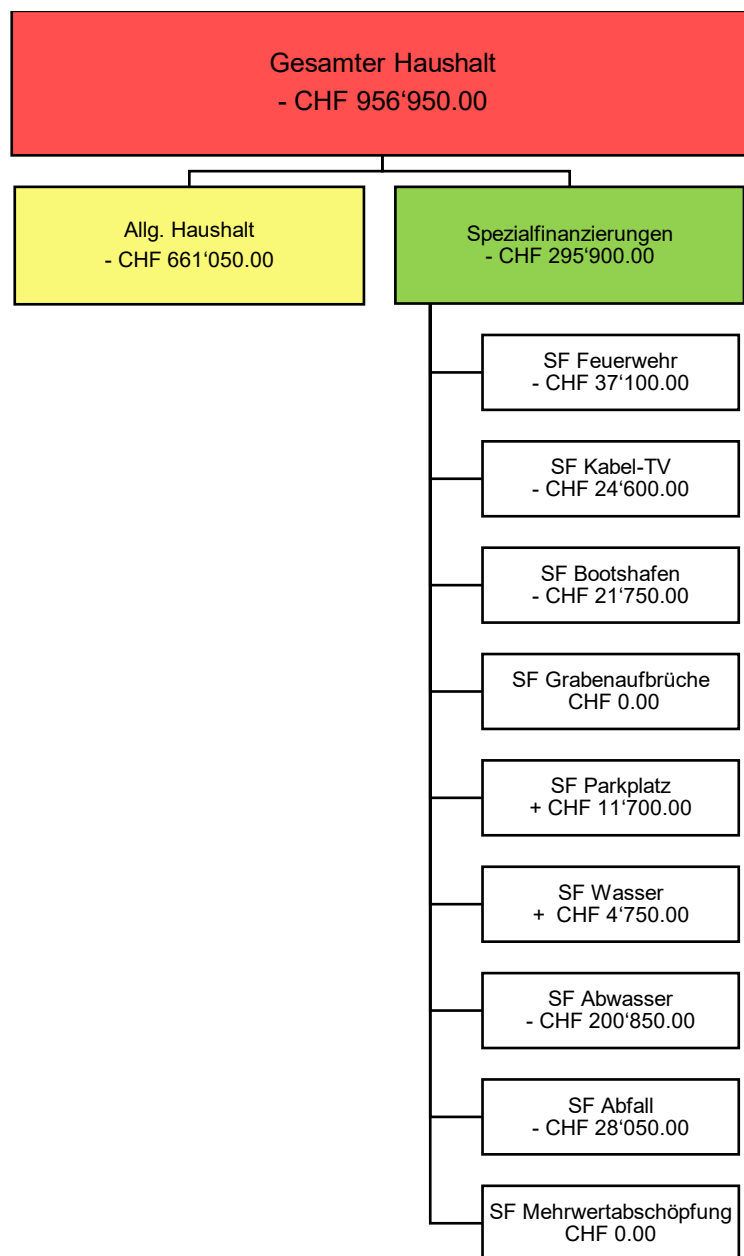 Gesamter Haushalt
- CHF 956‘950.00
Allg. Haushalt
- CHF 661‘050.00
Spezialfinanzierungen
- CHF 295‘900.00
SF Feuerwehr
- CHF 37‘100.00
SF Kabel-TV
- CHF 24‘600.00
SF Bootshafen
- CHF 21‘750.00
SF Grabenaufbrüche
CHF 0.00
SF Parkplatz
+ CHF 11‘700.00
SF Wasser
+  CHF 4‘750.00
SF Abwasser
- CHF 200‘850.00
SF Abfall
- CHF 28‘050.00
SF Mehrwertabschöpfung
CHF 0.00